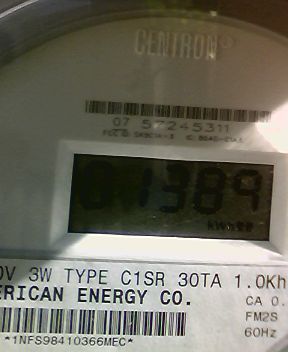 CENTRON®
07 57245311
01389
0V 3W TYPE C1SR 30TA 1.0Kh
ERICAN ENERGY CO.
CA 0.
FM2S
*1NFS98410366MEC*
60Hz